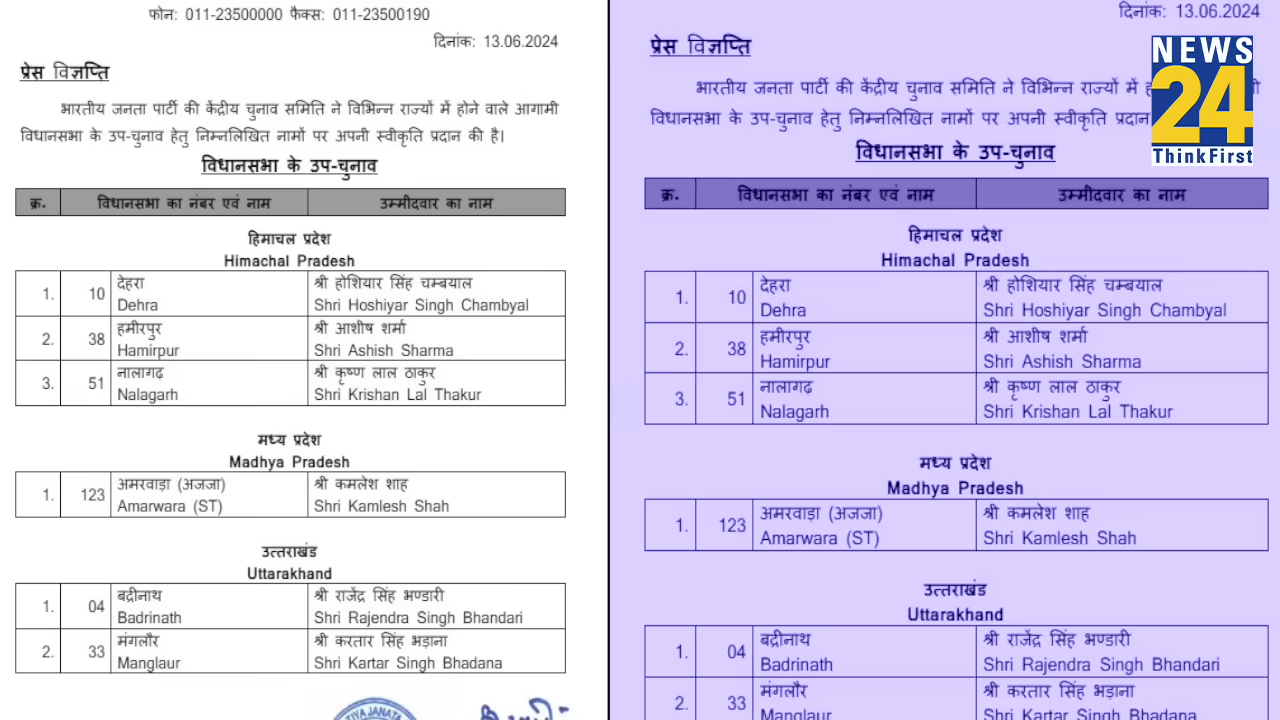 फोन: 011-23500000 फैक्स: 011-23500190
दिनांक: 13.06.2024
प्रेस विज्ञप्ति
भारतीय जनता पार्टी की केंद्रीय चुनाव समिति ने विभिन्न राज्यों में होने वाले आगामी
विधानसभा के उप-चुनाव हेतु निम्नलिखित नामों पर अपनी स्वीकृति प्रदान की है।
विधानसभा के उप-चुनाव
क्र. विधानसभा का नंबर एवं नाम उम्मीदवार का नाम
हिमाचल प्रदेश
Himachal Pradesh
1. 10 देहरा श्री होशियार सिंह चम्बयाल
Dehra Shri Hoshiyar Singh Chambyal
2. 38 हमीरपुर श्री आशीष शर्मा
Hamirpur Shri Ashish Sharma
3. 51 नालागढ़ श्री कृष्ण लाल ठाकुर
Nalagarh Shri Krishan Lal Thakur
मध्य प्रदेश
Madhya Pradesh
1. 123 अमरवाड़ा (अजजा) श्री कमलेश शाह
Amarwara (ST) Shri Kamlesh Shah
उत्तराखंड
Uttarakhand
1. 04 बद्रीनाथ श्री राजेंद्र सिंह भण्डारी
Badrinath Shri Rajendra Singh Bhandari
2. 33 मंगलौर श्री करतार सिंह भड़ाना
Manglaur Shri Kartar Singh Bhadana
दिनांक: 13.06.2024
प्रेस विज्ञप्ति
भारतीय जनता पार्टी की केंद्रीय चुनाव समिति ने विभिन्न राज्यों में
विधानसभा के उप-चुनाव हेतु निम्नलिखित नामों पर अपनी स्वीकृति प्रदान
विधानसभा के उप-चुनाव
क्र. विधानसभा का नंबर एवं नाम उम्मीदवार का नाम
हिमाचल प्रदेश
Himachal Pradesh
1. 10 देहरा श्री होशियार सिंह चम्बयाल
Dehra Shri Hoshiyar Singh Chambyal
2. 38 हमीरपुर श्री आशीष शर्मा
Hamirpur Shri Ashish Sharma
3. 51 नालागढ़ श्री कृष्ण लाल ठाकुर
Nalagarh Shri Krishan Lal Thakur
मध्य प्रदेश
Madhya Pradesh
1. 123 अमरवाड़ा (अजजा) श्री कमलेश शाह
Amarwara (ST) Shri Kamlesh Shah
उत्तराखंड
Uttarakhand
1. 04 बद्रीनाथ श्री राजेंद्र सिंह भण्डारी
Badrinath Shri Rajendra Singh Bhandari
2. 33 मंगलौर श्री करतार सिंह भड़ाना
Manglaur Shri Kartar Singh Bhadana
NEWS
24
ThinkFirst